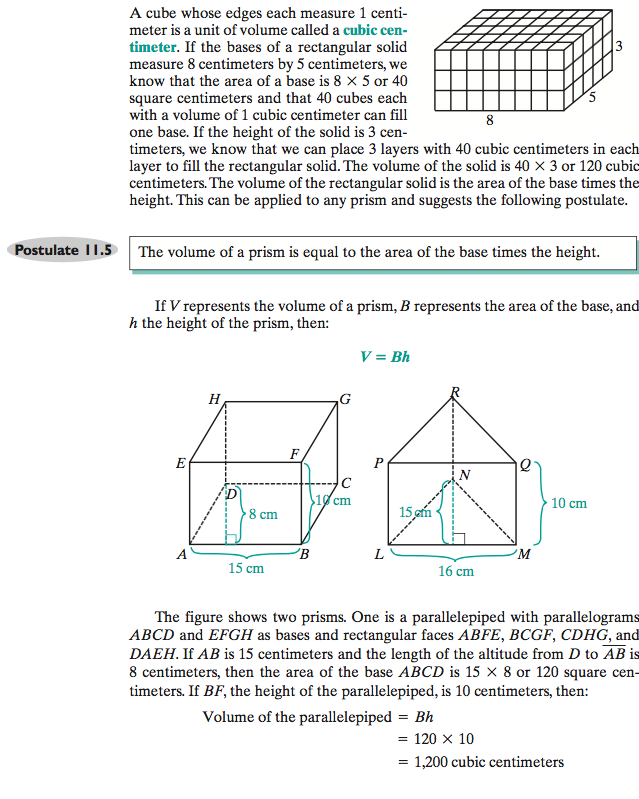 A cube whose edges each measure 1 centi-
meter is a unit of volume called a cubic cen-
timeter. If the bases of a rectangular solid
measure 8 centimeters by 5 centimeters, we
know that the area of a base is 8 × 5 or 40
square centimeters and that 40 cubes each
with a volume of 1 cubic centimeter can fill
one base. If the height of the solid is 3 cen-
timeters, we know that we can place 3 layers with 40 cubic centimeters in each
layer to fill the rectangular solid. The volume of the solid is 40 × 3 or 120 cubic
centimeters. The volume of the rectangular solid is the area of the base times the
height. This can be applied to any prism and suggests the following postulate.
3
5
8
Postulate 11.5
The volume of a prism is equal to the area of the base times the height.
If V represents the volume of a prism, B represents the area of the base, and
h the height of the prism, then:
V = Bh
H
G
E
F
D
C
8 cm
10 cm
A
B
15 cm
R
P
Q
N
15 cm
10 cm
L
M
16 cm
The figure shows two prisms. One is a parallelepiped with parallelograms
ABCD and EFGH as bases and rectangular faces ABFE, BCGF, CDHG, and
DAEH. If AB is 15 centimeters and the length of the altitude from D to AB is
8 centimeters, then the area of the base ABCD is 15 × 8 or 120 square cen-
timeters. If BF, the height of the parallelepiped, is 10 centimeters, then:
Volume of the parallelepiped = Bh
= 120 × 10
= 1,200 cubic centimeters